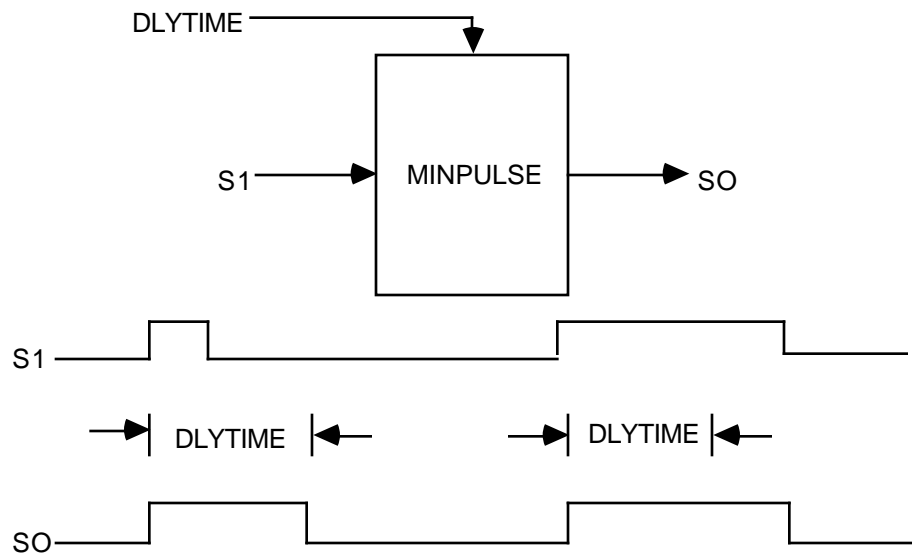 DLYTIME
S1
MINPULSE
SO
S1
DLYTIME
DLYTIME
SO